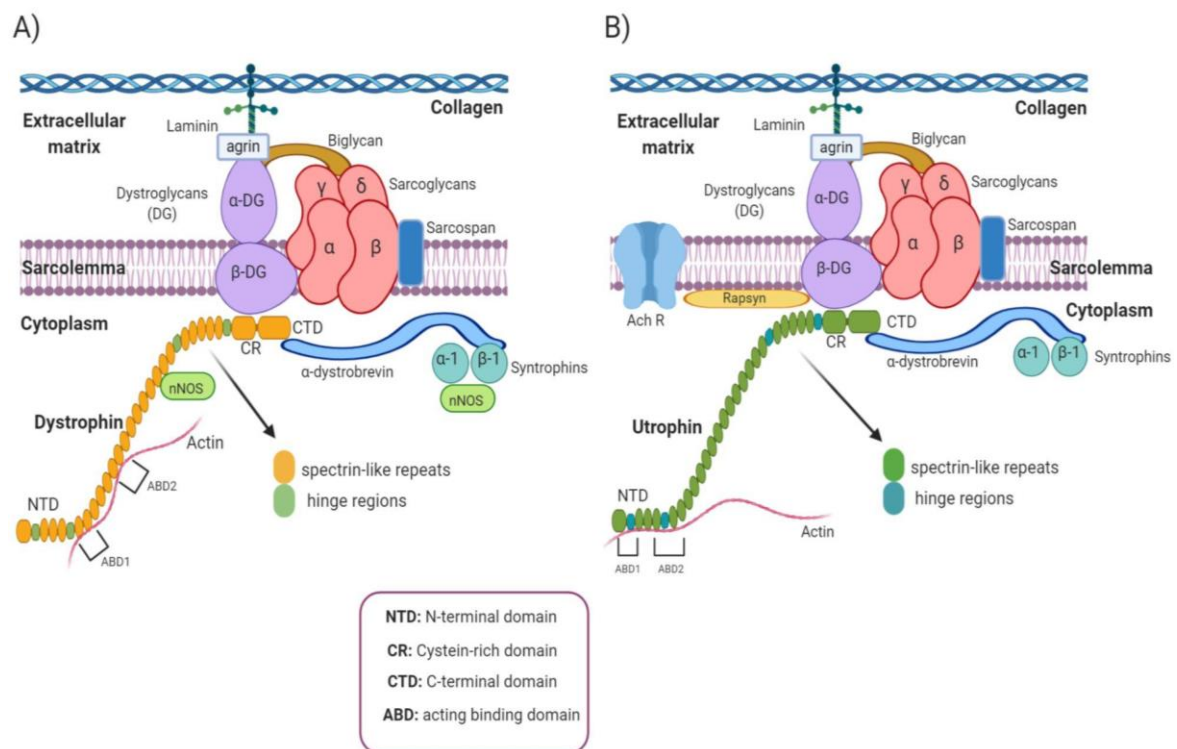 A)
Collagen
Extracellular
matrix
Laminin
agrin
Biglycan
Dystroglycans
(DG)
α-DG
γ
δ
Sarcoglycans
Sarcospan
α
β
β-DG
Sarcolemma
Cytoplasm
CTD
CR
α-dystrobrevin
α-1
β-1
Syntrophins
nNOS
nNOS
Dystrophin
Actin
ABD2
spectrin-like repeats
hinge regions
NTD
ABD1
B)
Collagen
Extracellular
matrix
Laminin
agrin
Biglycan
Dystroglycans
(DG)
α-DG
γ
δ
Sarcoglycans
Sarcospan
α
β
β-DG
Sarcolemma
Rapsyn
Ach R
Cytoplasm
CTD
CR
α-dystrobrevin
α-1
β-1
Syntrophins
Utrophin
spectrin-like repeats
hinge regions
NTD
Actin
ABD1
ABD2
NTD: N-terminal domain
CR: Cystein-rich domain
CTD: C-terminal domain
ABD: acting binding domain